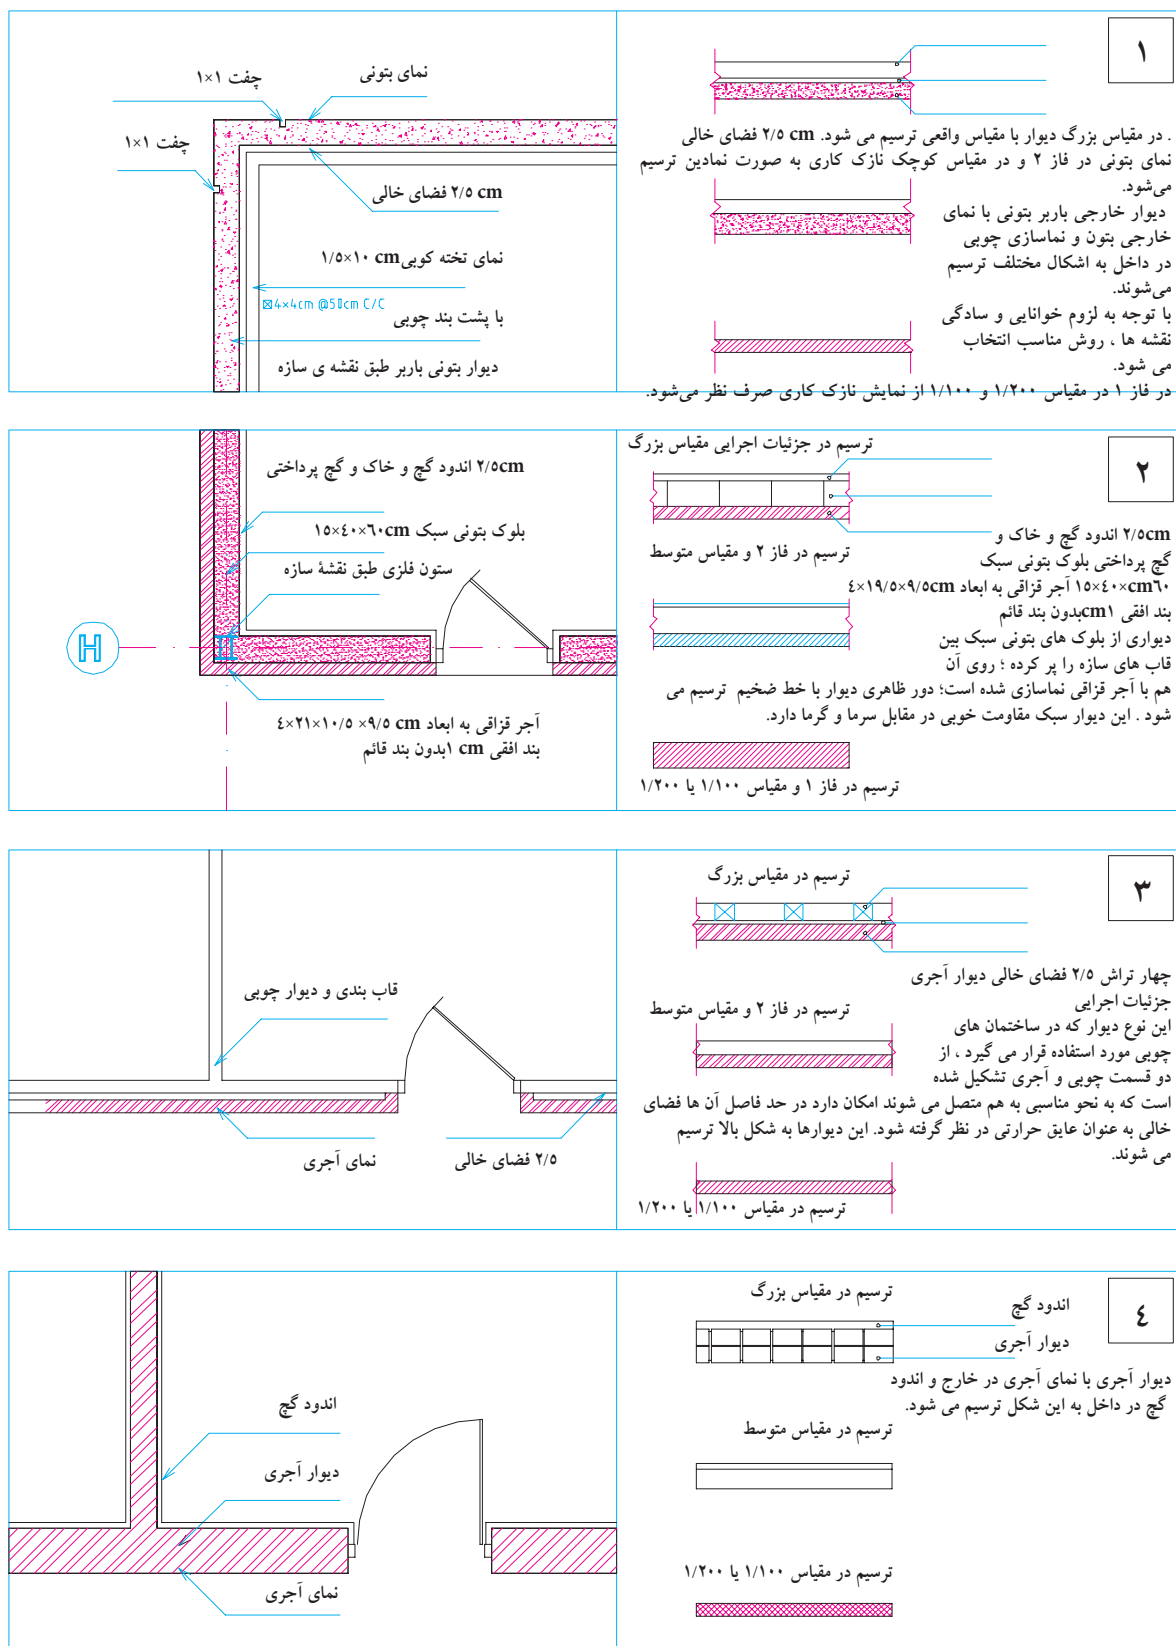 ۱
. در مقیاس بزرگ دیوار با مقیاس واقعی ترسیم می شود. ۲/۵ cm فضای خالی
نمای بتونی در فاز ۲ و در مقیاس کوچک نازک کاری به صورت نمادین ترسیم
می‌شود.
دیوار خارجی باربر بتونی با نمای
خارجی بتون و نماسازی چوبی
در داخل به اشکال مختلف ترسیم
می‌شوند.
با توجه به لزوم خوانایی و سادگی
نقشه ها ، روش مناسب انتخاب
می شود.
در فاز ۱ در مقیاس ۱/۲۰۰ و ۱/۱۰۰ از نمایش نازک کاری صرف نظر می‌شود.
نمای بتونی
چفت ۱×۱
چفت ۱×۱
۲/۵ cm فضای خالی
نمای تخته کوبی ۱/۵×۱۰ cm
4×4cm @50cm C/C
با پشت بند چوبی
دیوار بتونی باربر طبق نقشه ی سازه
۲
ترسیم در جزئیات اجرایی مقیاس بزرگ
۲/۵cm اندود گچ و خاک و
گچ پرداختی بلوک بتونی سبک
۱۵×٤۰×cm٦۰ آجر قزاقی به ابعاد ٤×۱۹/۵×۹/۵cm
بند افقی ۱cmبدون بند قائم
دیواری از بلوک های بتونی سبک بین
قاب های سازه را پر کرده ؛ روی آن
هم با آجر قزاقی نماسازی شده است؛ دور ظاهری دیوار با خط ضخیم ترسیم می
شود . این دیوار سبک مقاومت خوبی در مقابل سرما و گرما دارد.
ترسیم در فاز ۲ و مقیاس متوسط
ترسیم در فاز ۱ و مقیاس ۱/۱۰۰ یا ۱/۲۰۰
۲/۵cm اندود گچ و خاک و گچ پرداختی
بلوک بتونی سبک ۱۵×٤۰×٦۰cm
ستون فلزی طبق نقشهٔ سازه
H
آجر قزاقی به ابعاد ٤×۲۱×۱۰/۵ ×۹/۵ cm
بند افقی ۱ cmبدون بند قائم
۳
ترسیم در مقیاس بزرگ
چهار تراش ۲/۵ فضای خالی دیوار آجری
جزئیات اجرایی
این نوع دیوار که در ساختمان های
چوبی مورد استفاده قرار می گیرد ، از
دو قسمت چوبی و آجری تشکیل شده
است که به نحو مناسبی به هم متصل می شوند امکان دارد در حد فاصل آن ها فضای
خالی به عنوان عایق حرارتی در نظر گرفته شود. این دیوارها به شکل بالا ترسیم
می شوند.
ترسیم در فاز ۲ و مقیاس متوسط
ترسیم در مقیاس ۱/۱۰۰ یا ۱/۲۰۰
قاب بندی و دیوار چوبی
نمای آجری
۲/۵ فضای خالی
٤
ترسیم در مقیاس بزرگ
اندود گچ
دیوار آجری
دیوار آجری با نمای آجری در خارج و اندود
گچ در داخل به این شکل ترسیم می شود.
ترسیم در مقیاس متوسط
ترسیم در مقیاس ۱/۱۰۰ یا ۱/۲۰۰
اندود گچ
دیوار آجری
نمای آجری